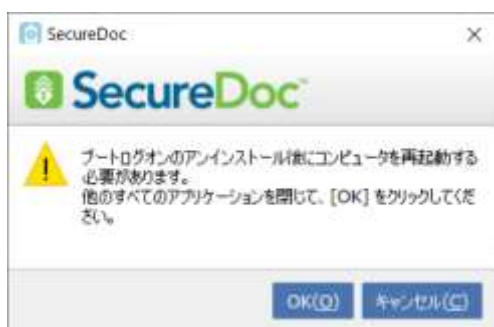 SecureDoc
SecureDoc™
ブートログオンのアンインストール後にコンピュータを再起動する
必要があります。
他のすべてのアプリケーションを閉じて、[OK] をクリックしてくだ
さい。
OK(O) キャンセル(C)